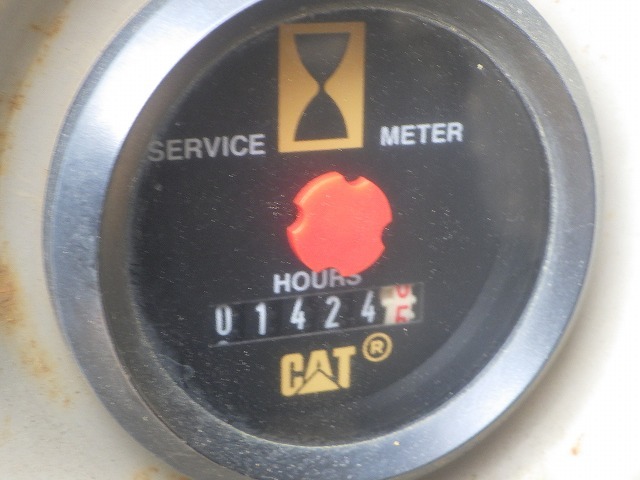 SERVICE METER
HOURS
01424
CAT ®